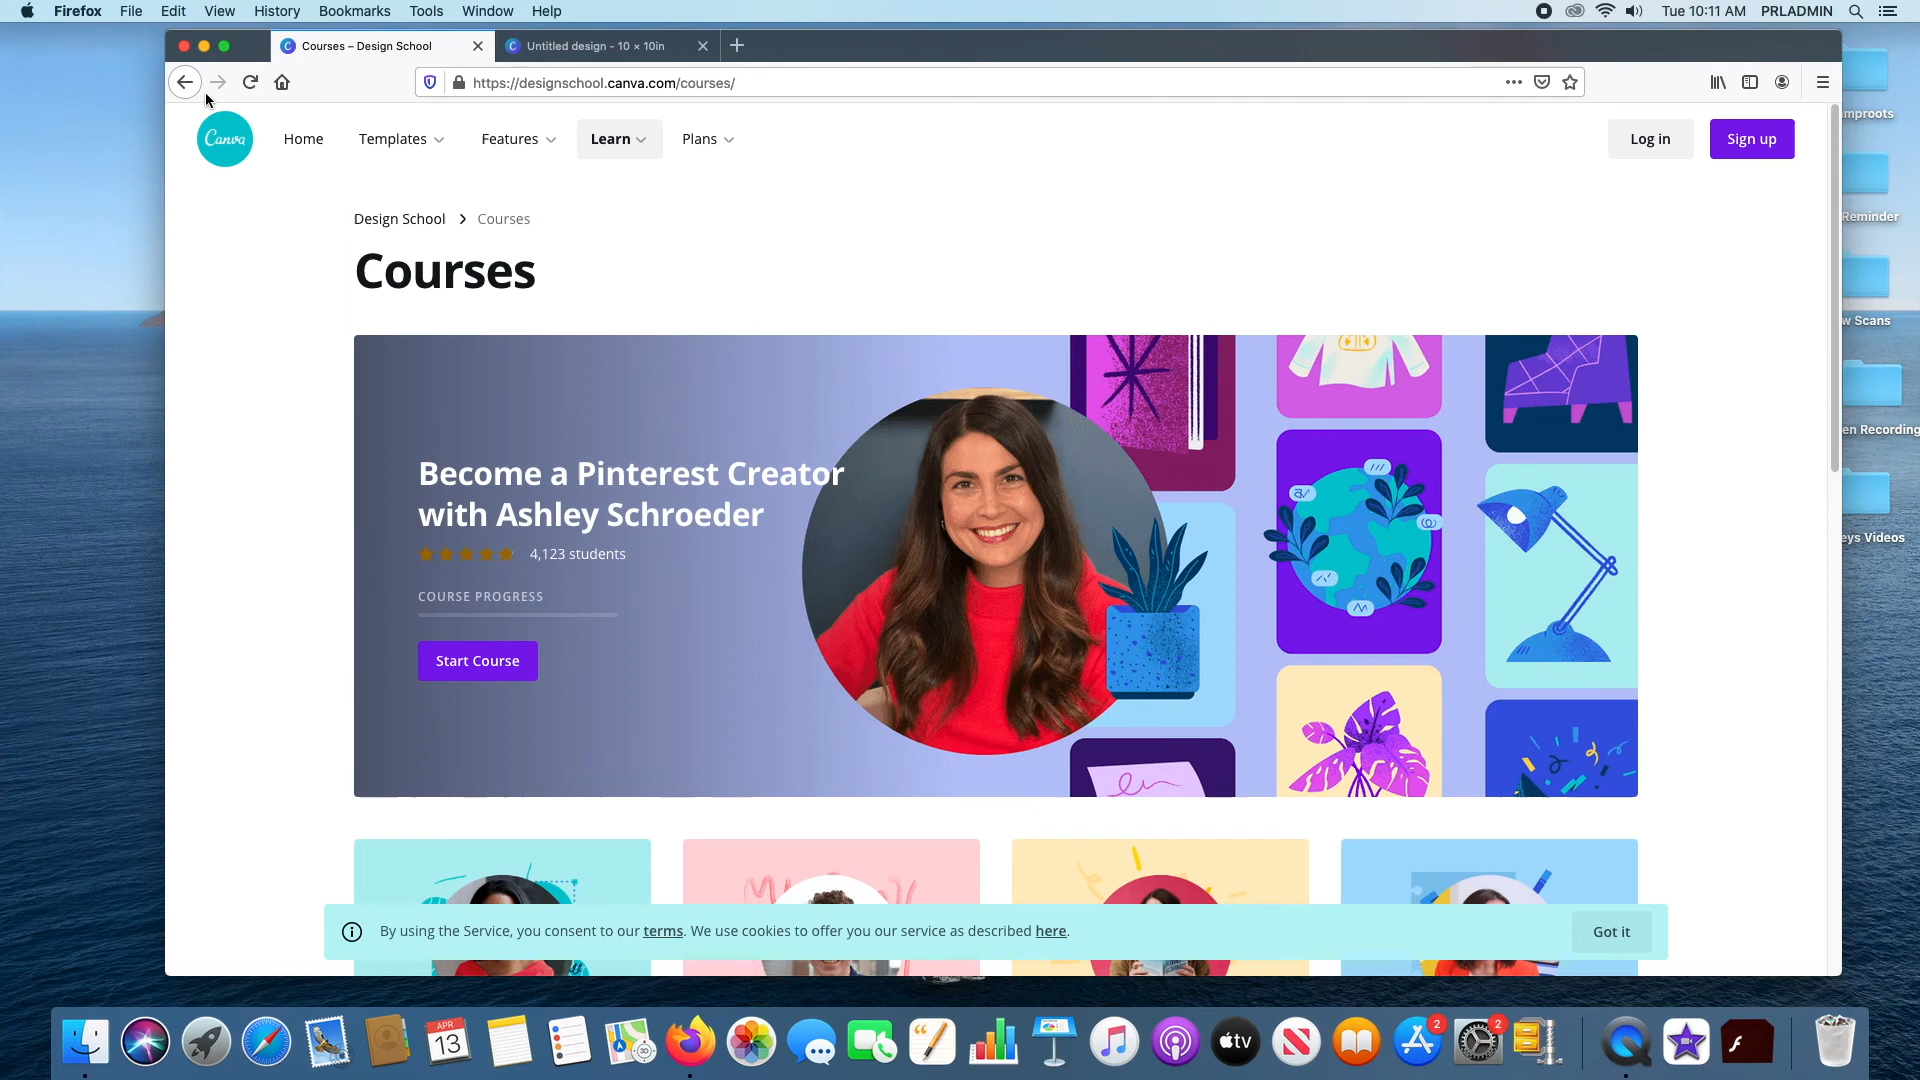 Firefox File Edit View History Bookmarks Tools Window Help
Tue 10:11 AM PRLADMIN
Courses – Design School
Untitled design - 10 × 10in
https://designschool.canva.com/courses/
Canva
Home
Templates
Features
Learn
Plans
Log in
Sign up
Design School
Courses
Courses
Become a Pinterest Creator
with Ashley Schroeder
4,123 students
COURSE PROGRESS
Start Course
By using the Service, you consent to our terms. We use cookies to offer you our service as described here.
Got it
mproots
Reminder
w Scans
en Recording
eys Videos
APR
13
3D
tv
2
2